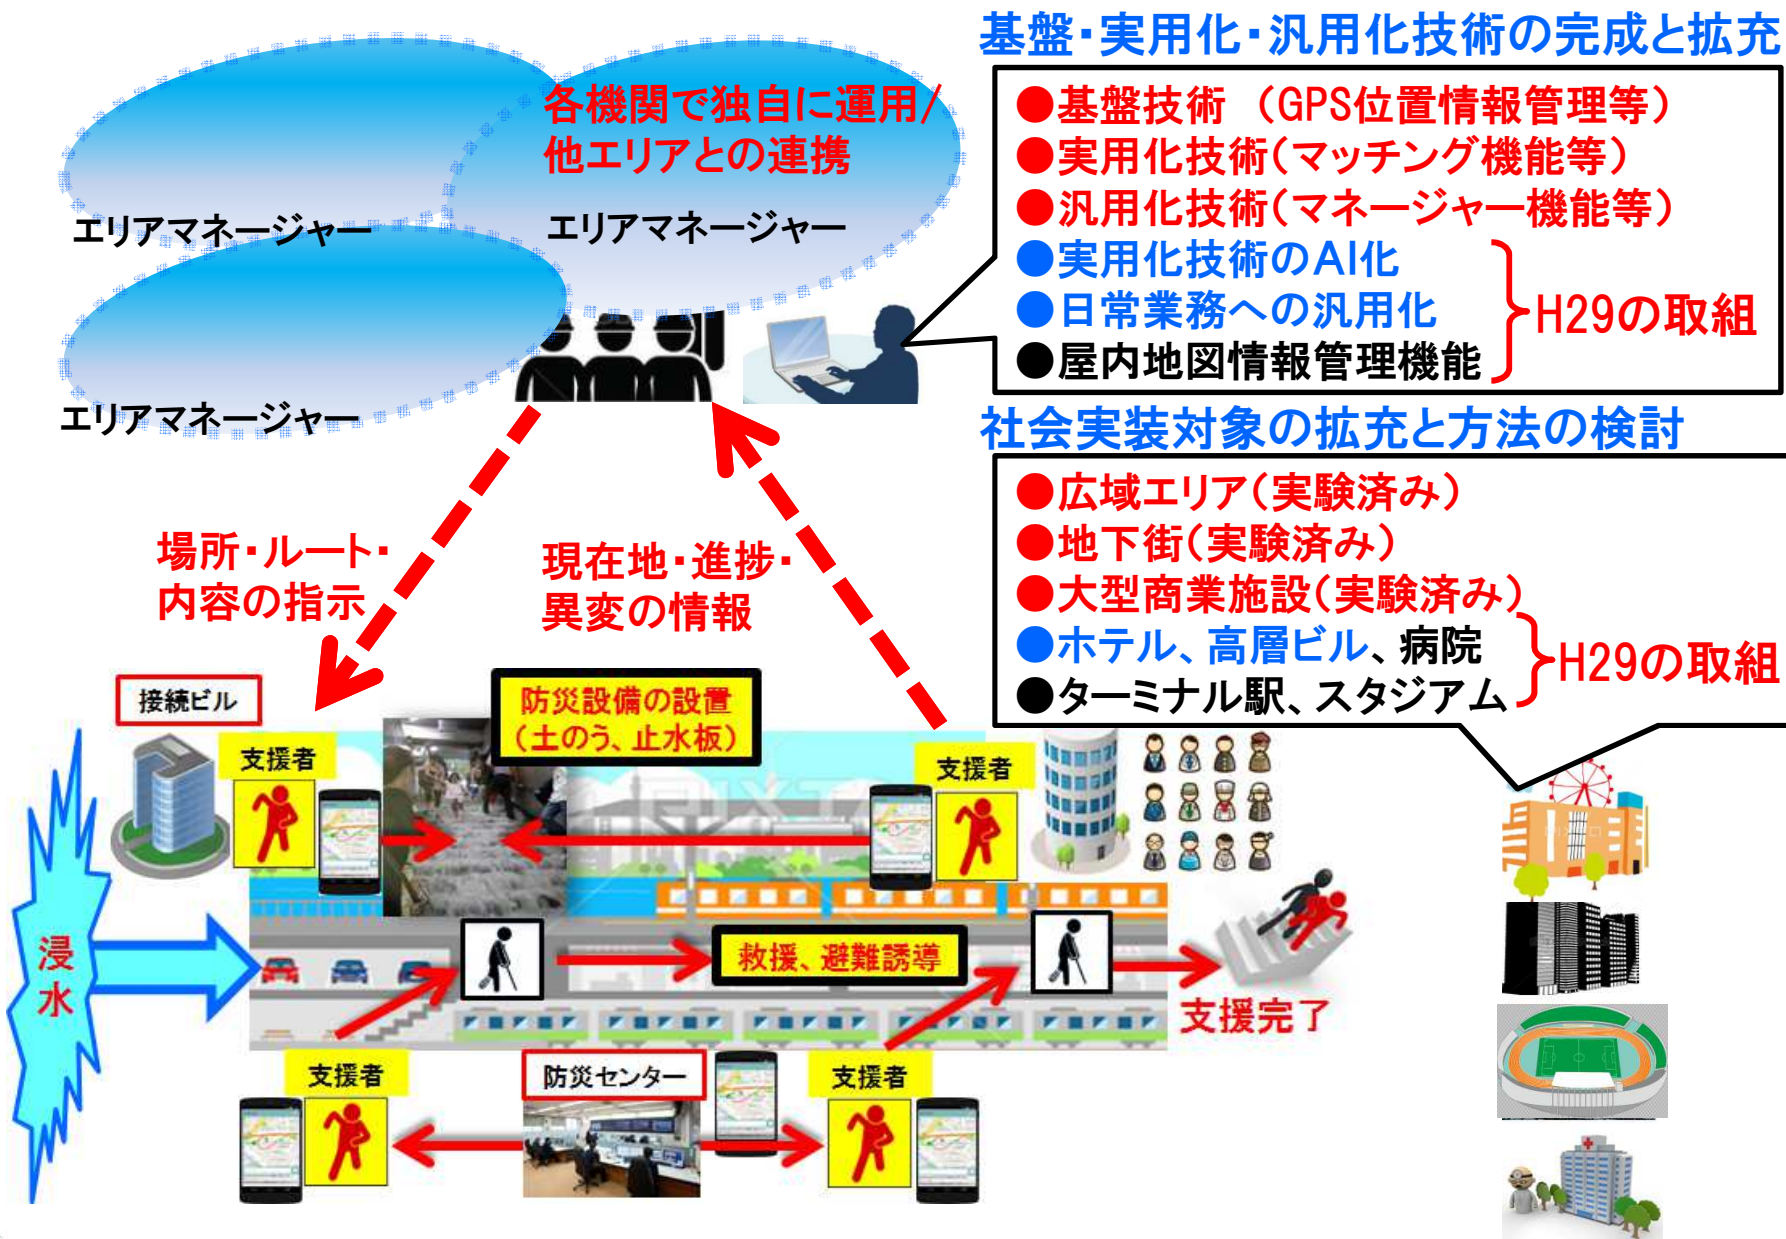 基盤・実用化・汎用化技術の完成と拡充
各機関で独自に運用/
他エリアとの連携
エリアマネージャー
エリアマネージャー
エリアマネージャー
●基盤技術 (GPS位置情報管理等)
●実用化技術(マッチング機能等)
●汎用化技術(マネージャー機能等)
●実用化技術のAI化
●日常業務への汎用化
●屋内地図情報管理機能
H29の取組
社会実装対象の拡充と方法の検討
●広域エリア(実験済み)
●地下街(実験済み)
●大型商業施設(実験済み)
●ホテル、高層ビル、病院
●ターミナル駅、スタジアム
H29の取組
場所・ルート・
内容の指示
現在地・進捗・
異変の情報
接続ビル
防災設備の設置
(土のう、止水板)
支援者
支援者
PIXT
浸
水
救援、避難誘導
支援完了
支援者
防災センター
支援者